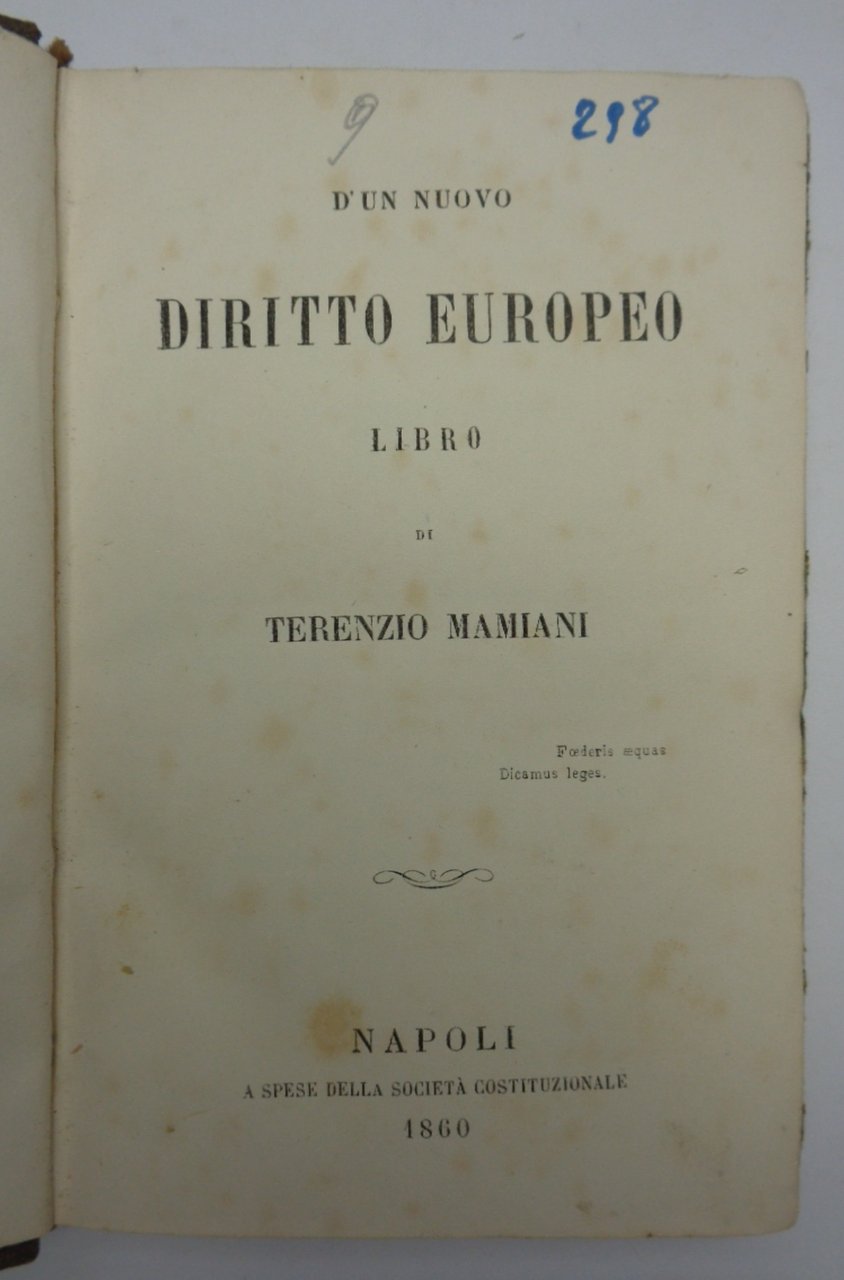 9 298
D'UN NUOVO
DIRITTO EUROPEO
LIBRO
DI
TERENZIO MAMIANI
Fœderis æquas
Dicamus leges.
NAPOLI
A SPESE DELLA SOCIETÀ COSTITUZIONALE
1860